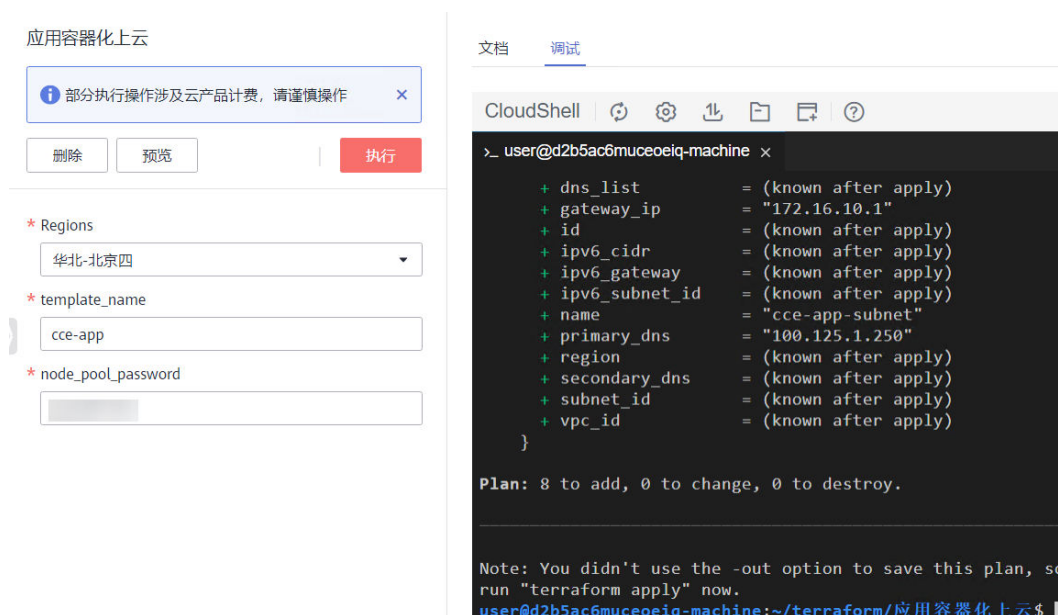 应用容器化上云
部分执行操作涉及云产品计费，请谨慎操作
删除
预览
执行
* Regions
华北-北京四
* template_name
cce-app
* node_pool_password
文档
调试
CloudShell
>_ user@d2b5ac6muceoeiq-machine ×
+ dns_list = (known after apply)
+ gateway_ip = "172.16.10.1"
+ id = (known after apply)
+ ipv6_cidr = (known after apply)
+ ipv6_gateway = (known after apply)
+ ipv6_subnet_id = (known after apply)
+ name = "cce-app-subnet"
+ primary_dns = "100.125.1.250"
+ region = (known after apply)
+ secondary_dns = (known after apply)
+ subnet_id = (known after apply)
+ vpc_id = (known after apply)
}
Plan: 8 to add, 0 to change, 0 to destroy.
Note: You didn't use the -out option to save this plan, so
run "terraform apply" now.
user@d2b5ac6muceoeiq-machine:~/terraform/应用容器化上云$